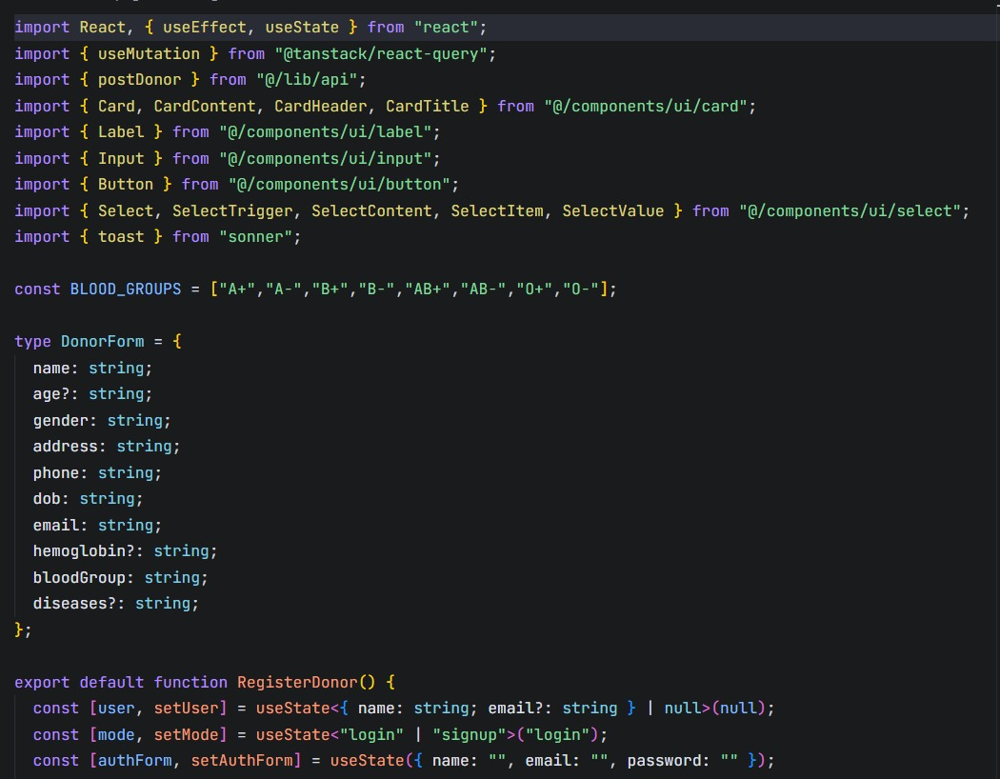 import React, { useEffect, useState } from "react";
import { useMutation } from "@tanstack/react-query";
import { postDonor } from "@/lib/api";
import { Card, CardContent, CardHeader, CardTitle } from "@/components/ui/card";
import { Label } from "@/components/ui/label";
import { Input } from "@/components/ui/input";
import { Button } from "@/components/ui/button";
import { Select, SelectTrigger, SelectContent, SelectItem, SelectValue } from "@/components/ui/select";
import { toast } from "sonner";

const BLOOD_GROUPS = ["A+","A-","B+","B-","AB+","AB-","O+","O-"];

type DonorForm = {
  name: string;
  age?: string;
  gender: string;
  address: string;
  phone: string;
  dob: string;
  email: string;
  hemoglobin?: string;
  bloodGroup: string;
  diseases?: string;
};

export default function RegisterDonor() {
  const [user, setUser] = useState<{ name: string; email?: string } | null>(null);
  const [mode, setMode] = useState<"login" | "signup">("login");
  const [authForm, setAuthForm] = useState({ name: "", email: "", password: "" });